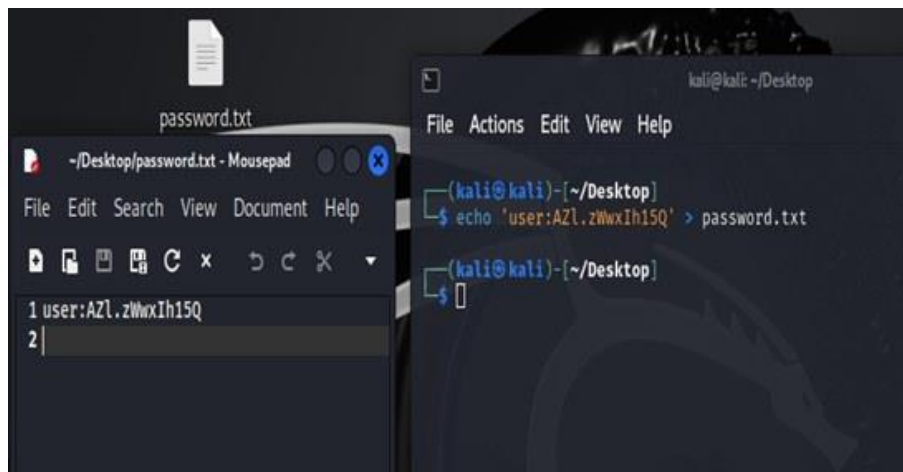 password.txt
~/Desktop/password.txt - Mousepad
File Edit Search View Document Help
1 user:AZl.zWwxIh15Q
2
kali@kali: ~/Desktop
File Actions Edit View Help
(kali㉿kali)-[~/Desktop]
$ echo 'user:AZl.zWwxIh15Q' > password.txt
(kali㉿kali)-[~/Desktop]
$